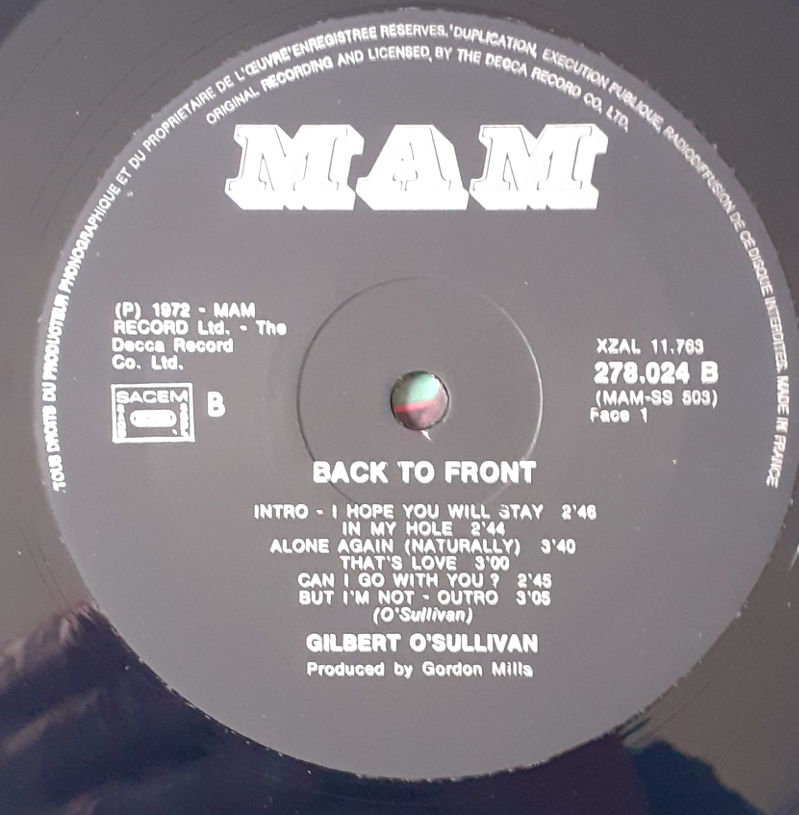 TOUS DROITS DU PRODUCTEUR PHONOGRAPHIQUE ET DU PROPRIETAIRE DE L'ŒUVRE ENREGISTREE RESERVES. DUPLICATION, EXECUTION PUBLIQUE, RADIODIFFUSION DE CE DISQUE INTERDITES. MADE IN FRANCE
ORIGINAL RECORDING AND LICENSED BY THE DECCA RECORD CO, LTD,
MAM
(P) 1972 - MAM
RECORD Ltd. - The
Decca Record
Co. Ltd.
SACEM
B
XZAL 11.763
278.024 B
(MAM-SS 503)
Face 1
BACK TO FRONT
INTRO - I HOPE YOU WILL STAY 2'46
IN MY HOLE 2'44
ALONE AGAIN (NATURALLY) 3'40
THAT'S LOVE 3'00
CAN I GO WITH YOU ? 2'45
BUT I'M NOT - OUTRO 3'05
(O'Sullivan)
GILBERT O'SULLIVAN
Produced by Gordon Mills